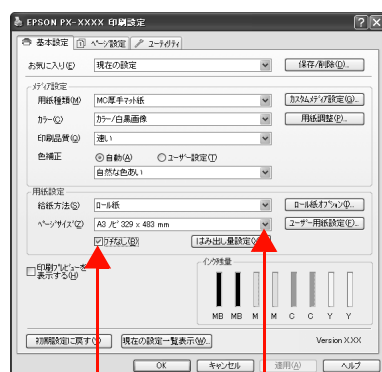 EPSON PX-XXXX 印刷設定
基本設定 ページ設定 ユーティリティ
お気に入り(E) 現在の設定 保存/削除(D)...
メディア設定
用紙種類(M) MC厚手マット紙 カスタムメディア設定(G)...
カラー(C) カラー/白黒画像 用紙調整(P)...
印刷品質(Q) 速い
色補正 自動(A) ユーザー設定(T)
自然な色あい
用紙設定
給紙方法(S) ロール紙 ロール紙オプション(I)...
ページサイズ(Z) A3 ノビ 329 x 483 mm ユーザー用紙設定(F)...
フチなし(B) はみ出し量設定
印刷プレビューを
表示する(H)
インク残量
MB MB M M C C Y Y
初期設定に戻す 現在の設定一覧表示(W)... Version X.XX
OK キャンセル 適用(A) ヘルプ